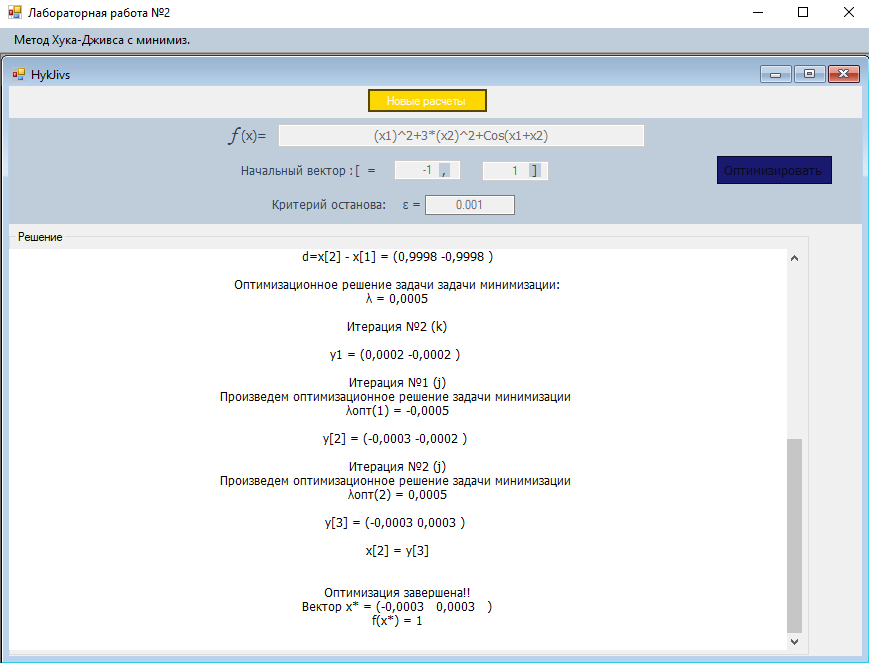 Лабораторная работа №2
Метод Хука-Дживса с минимиз.
HykJivs
Новые расчеты
f(x)= (x1)^2+3*(x2)^2+Cos(x1+x2)
Начальный вектор : [ = -1 , 1 ]
Оптимизировать
Критерий останова: ε = 0.001
Решение
d=x[2] - x[1] = (0,9998 -0,9998 )
Оптимизационное решение задачи задачи минимизации:
λ = 0,0005
Итерация №2 (k)
y1 = (0,0002 -0,0002 )
Итерация №1 (j)
Произведем оптимизационное решение задачи минимизации
λопт(1) = -0,0005
y[2] = (-0,0003 -0,0002 )
Итерация №2 (j)
Произведем оптимизационное решение задачи минимизации
λопт(2) = 0,0005
y[3] = (-0,0003 0,0003 )
x[2] = y[3]
Оптимизация завершена!!
Вектор x* = (-0,0003 0,0003 )
f(x*) = 1